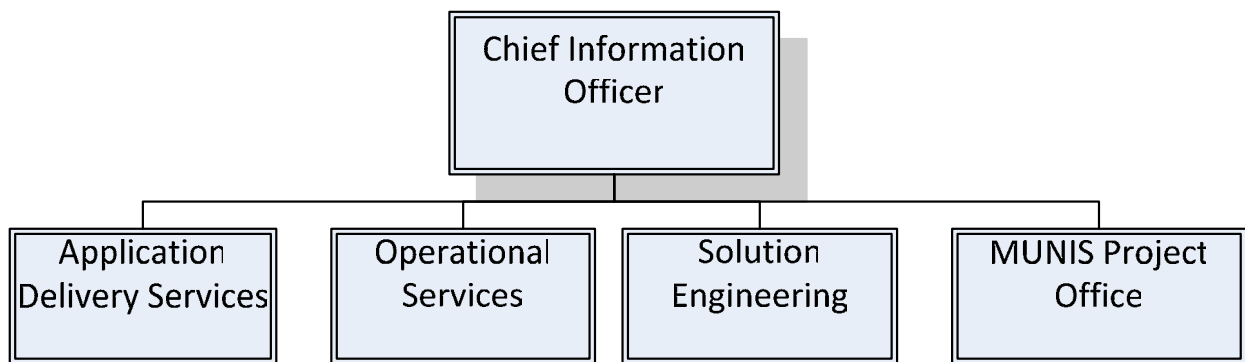 Chief Information
Officer
Application
Delivery Services
Operational
Services
Solution
Engineering
MUNIS Project
Office